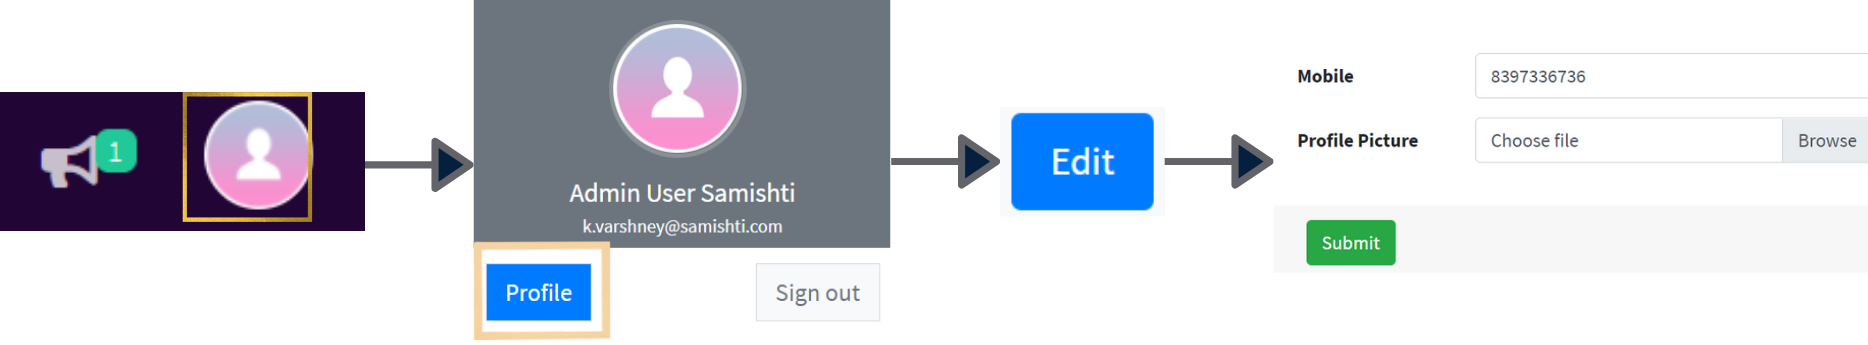 1
Admin User Samishti
k.varshney@samishti.com
Profile
Sign out
Edit
Mobile
8397336736
Profile Picture
Choose file
Browse
Submit